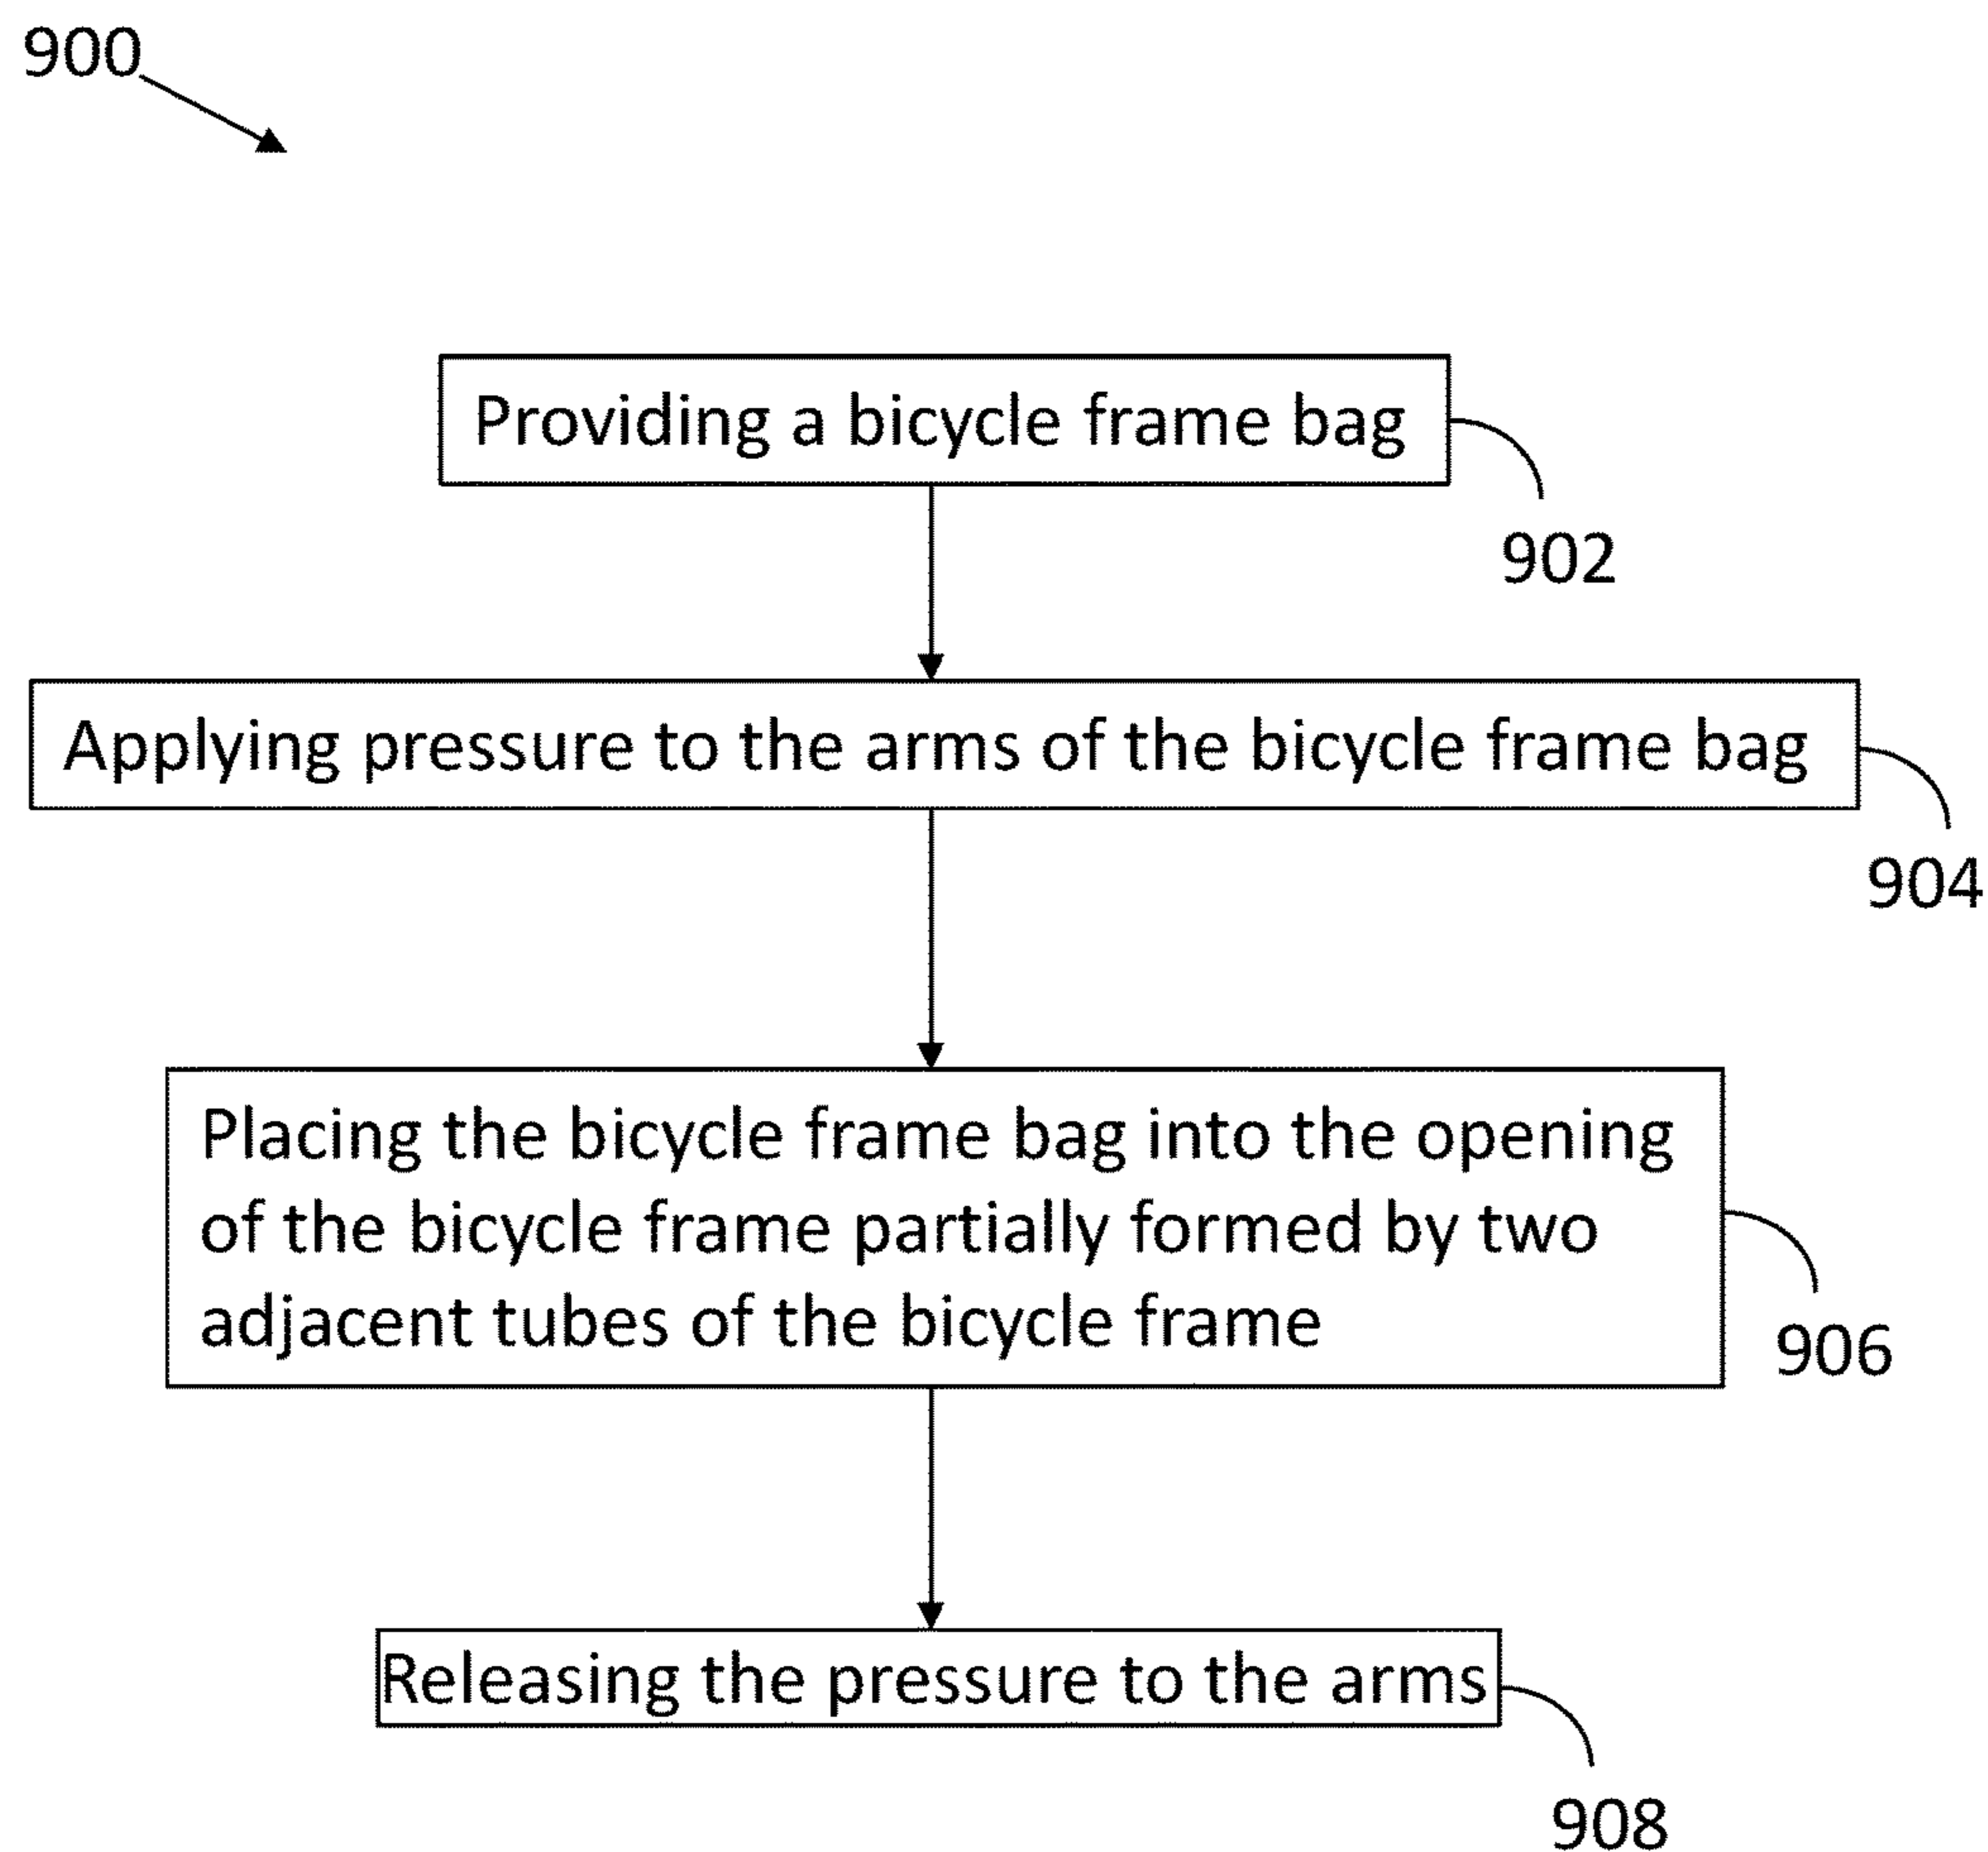 900
Providing a bicycle frame bag
902
Applying pressure to the arms of the bicycle frame bag
904
Placing the bicycle frame bag into the opening
of the bicycle frame partially formed by two
adjacent tubes of the bicycle frame
906
Releasing the pressure to the arms
908